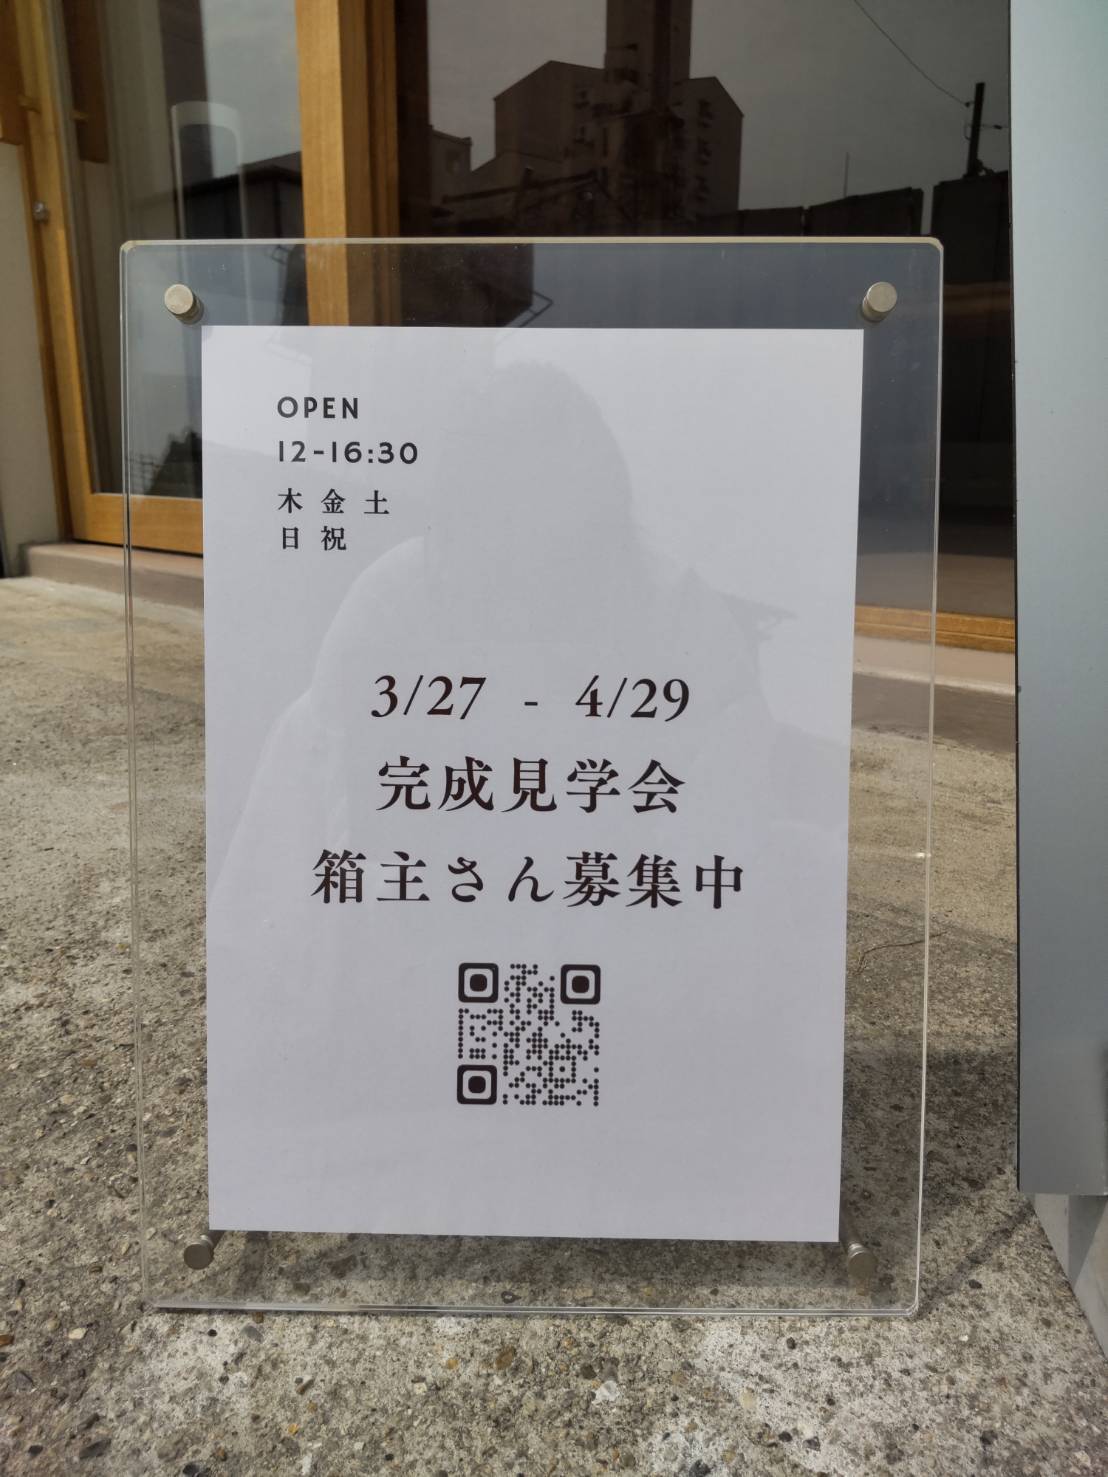 OPEN
12-16:30
木 金 土
日 祝
3/27 - 4/29
完成見学会
箱主さん募集中